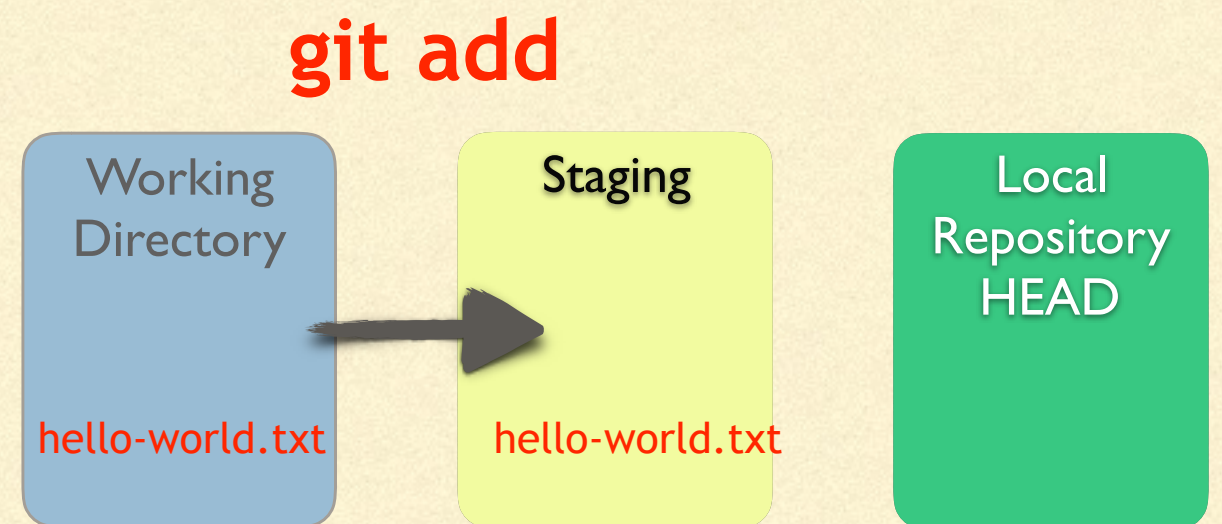 git add
Working
Directory
hello-world.txt
Staging
hello-world.txt
Local
Repository
HEAD